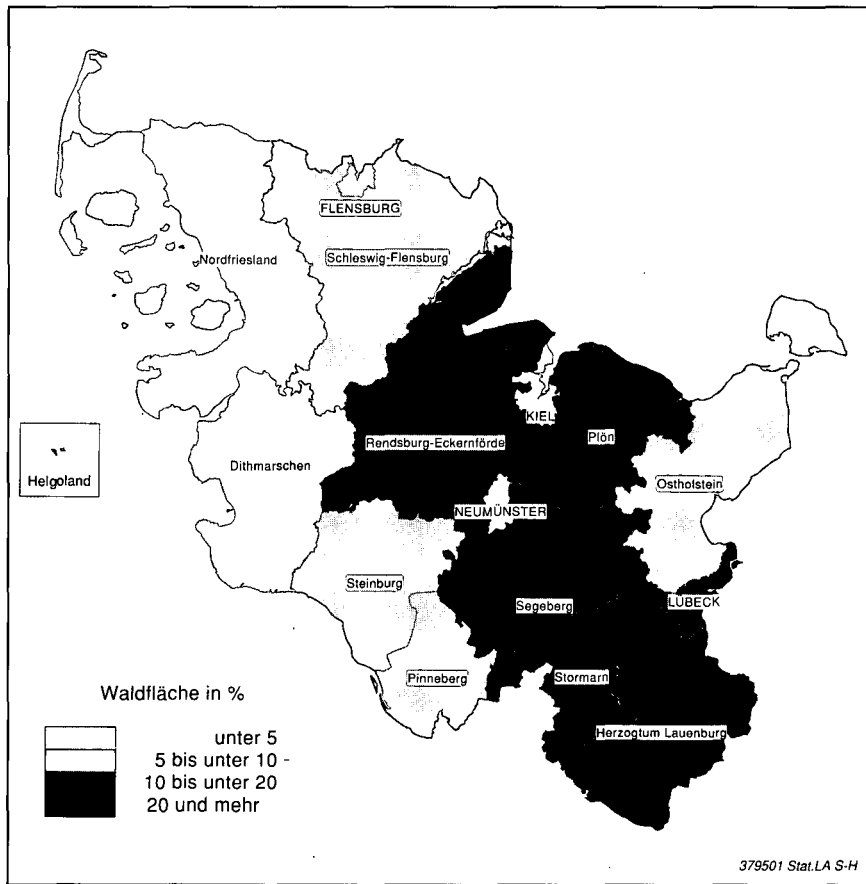 FLENSBURG
Nordfriesland
Schleswig-Flensburg
KIEL
Plön
Rendsburg-Eckernförde
Dithmarschen
Helgoland
Ostholstein
NEUMÜNSTER
Steinburg
Segeberg
LÜBECK
Pinneberg
Stormarn
Herzogtum Lauenburg
Waldfläche in %
unter 5
5 bis unter 10 -
10 bis unter 20
20 und mehr
379501 Stat.LA S-H